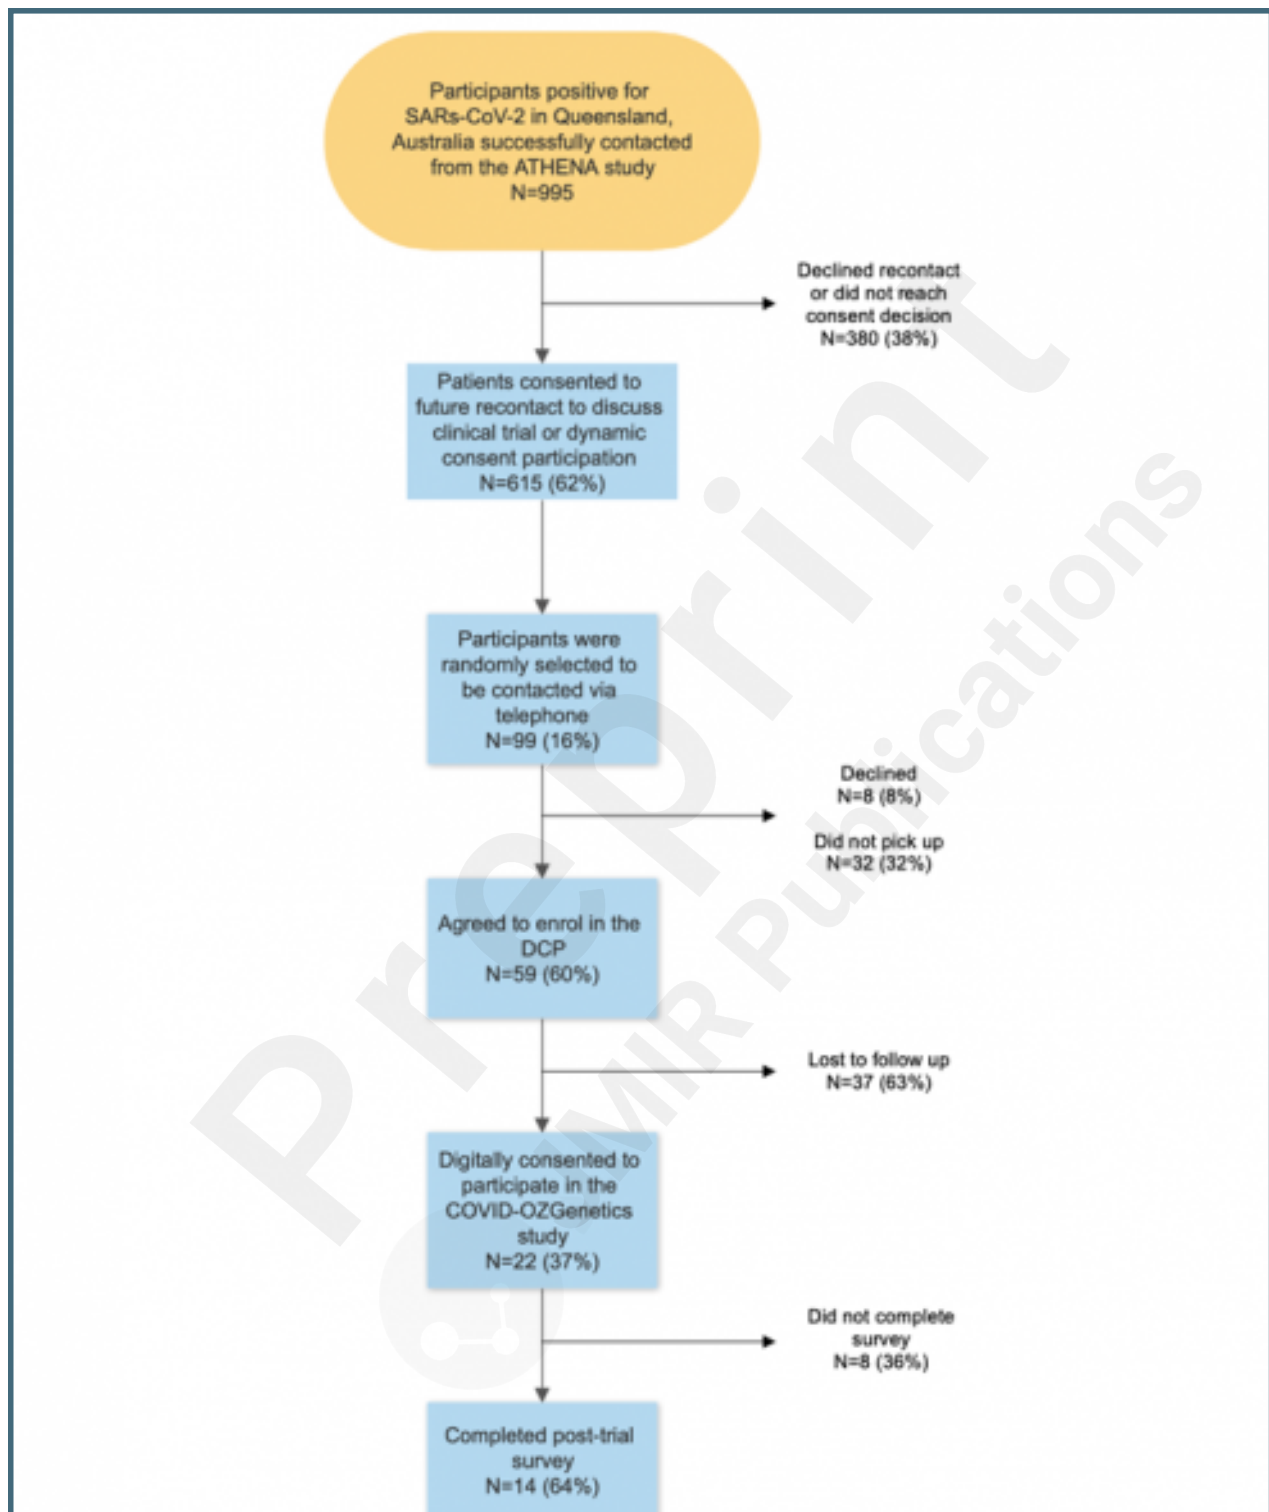 Participants positive for
SARs-CoV-2 in Queensland,
Australia successfully contacted
from the ATHENA study
N=995
Declined recontact
or did not reach
consent decision
N=380 (38%)
Patients consented to
future recontact to discuss
clinical trial or dynamic
consent participation
N=615 (62%)
Participants were
randomly selected to
be contacted via
telephone
N=99 (16%)
Declined
N=8 (8%)
Did not pick up
N=32 (32%)
Agreed to enrol in the
DCP
N=59 (60%)
Lost to follow up
N=37 (63%)
Digitally consented to
participate in the
COVID-OZGenetics
study
N=22 (37%)
Did not complete
survey
N=8 (36%)
Completed post-trial
survey
N=14 (64%)
Preprint
JMIR Publications